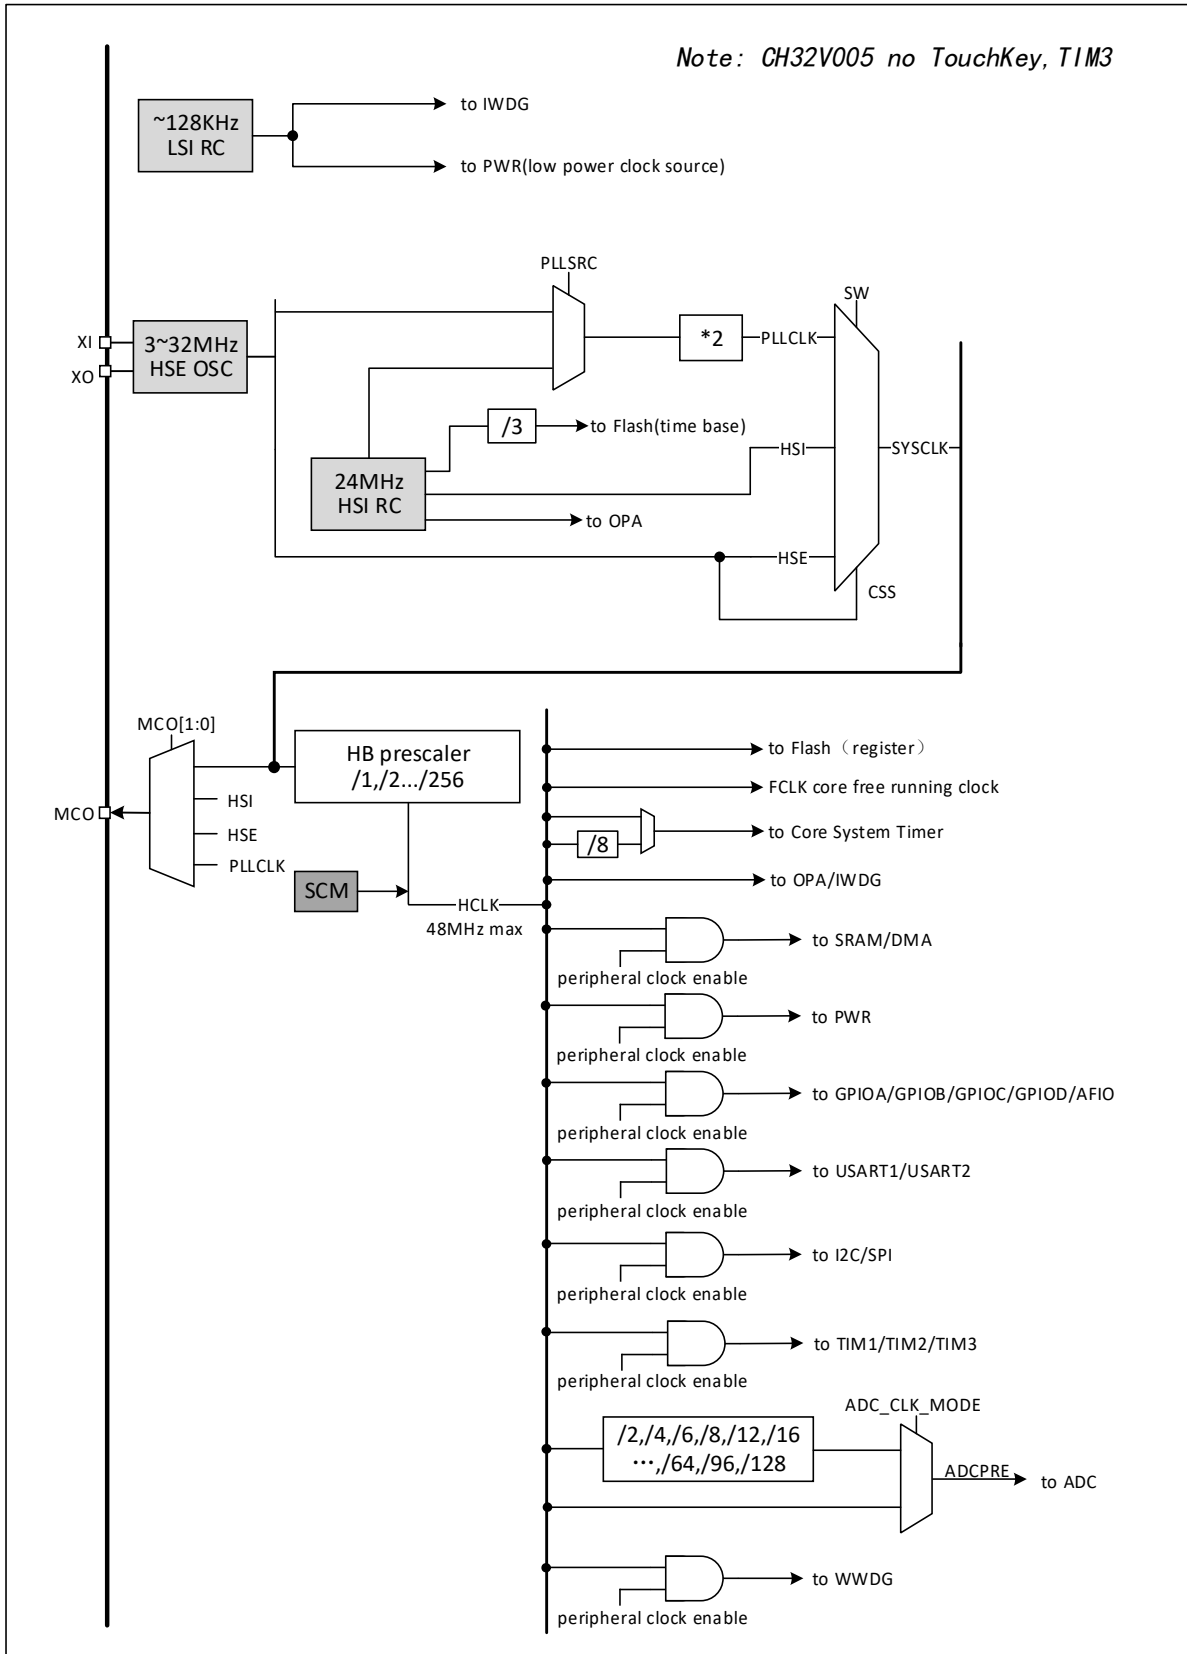 Note: CH32V005 no TouchKey, TIM3
to IWDG
~128KHz
LSI RC
to PWR(low power clock source)
PLLSRC
SW
XI
XO
3~32MHz
HSE OSC
*2
PLLCLK
/3
to Flash(time base)
HSI
SYSCLK
24MHz
HSI RC
to OPA
HSE
CSS
MCO[1:0]
HB prescaler
/1,/2.../256
to Flash（register）
FCLK core free running clock
HSI
MCO
HSE
/8
to Core System Timer
PLLCLK
SCM
to OPA/IWDG
HCLK
48MHz max
to SRAM/DMA
peripheral clock enable
to PWR
peripheral clock enable
to GPIOA/GPIOB/GPIOC/GPIOD/AFIO
peripheral clock enable
to USART1/USART2
peripheral clock enable
to I2C/SPI
peripheral clock enable
to TIM1/TIM2/TIM3
peripheral clock enable
ADC_CLK_MODE
/2,/4,/6,/8,/12,/16
…,/64,/96,/128
ADCPRE
to ADC
to WWDG
peripheral clock enable